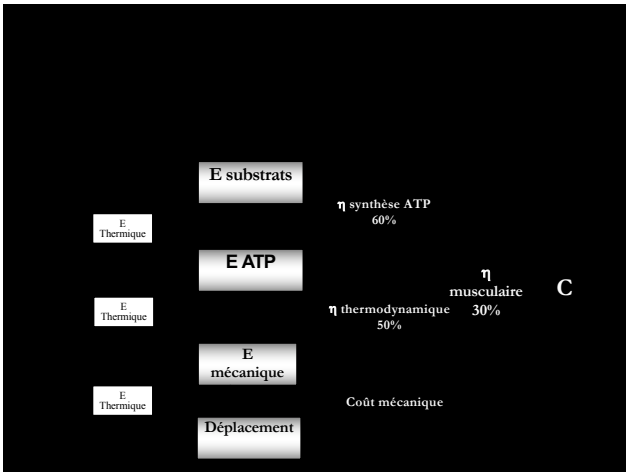 E substrats
η synthèse ATP
60%
E
Thermique
E ATP
η
musculaire
30%
C
E
Thermique
η thermodynamique
50%
E
mécanique
E
Thermique
Coût mécanique
Déplacement